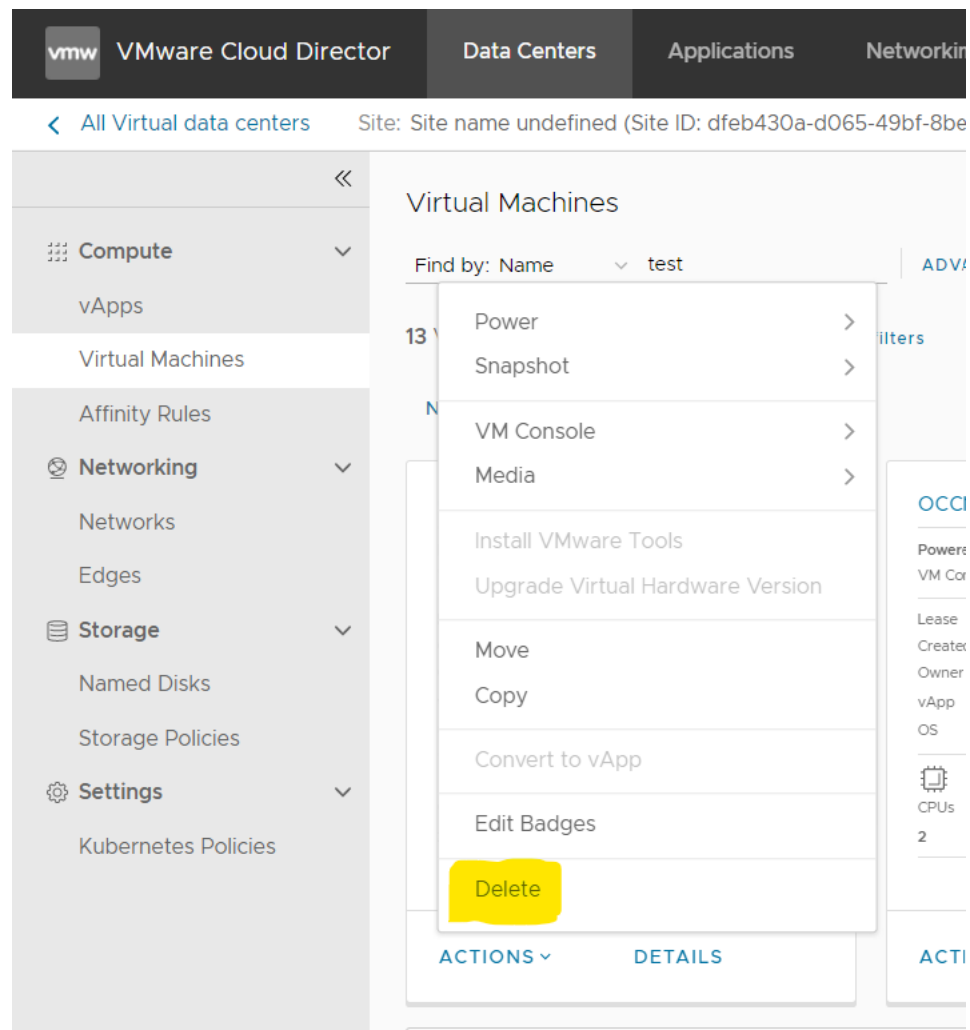 vmw VMware Cloud Director Data Centers Applications
All Virtual data centers Site: Site name undefined (Site ID: dfeb430a-d065-49bf-8be
Virtual Machines
Compute
Find by: Name test
vApps
Power
13
Snapshot
Virtual Machines
Affinity Rules
VM Console
Networking
Media
Networks
Install VMware Tools
Edges
Upgrade Virtual Hardware Version
VM
Storage
Lease
Move
Owner
Named Disks
Copy
vApp
Storage Policies
OS
Convert to vApp
Settings
CPUs
Edit Badges
2
Kubernetes Policies
Delete
ACTIONS DETAILS